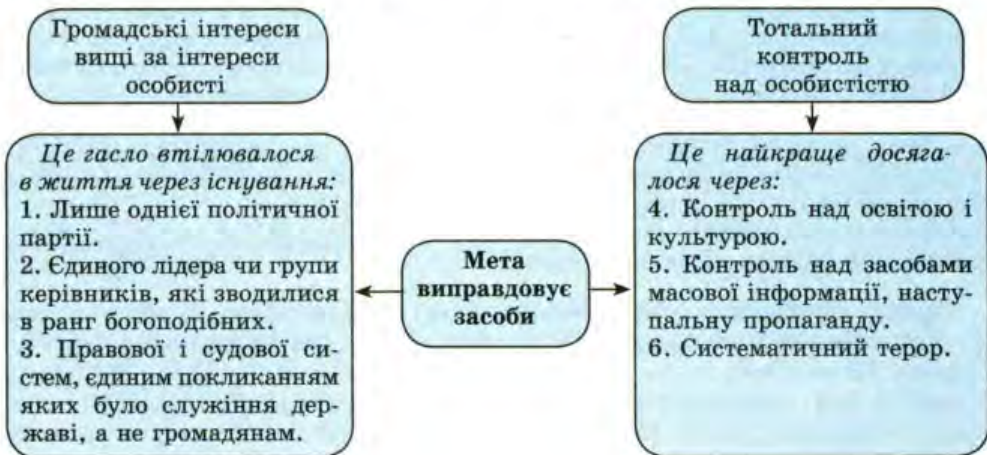 Громадські інтереси
вищі за інтереси
особисті
Це гасло втілювалося
в життя через існування:
1. Лише однієї політичної
партії.
2. Єдиного лідера чи групи
керівників, які зводилися
в ранг богоподібних.
3. Правової і судової си-
стем, єдиним покликанням
яких було служіння дер-
жаві, а не громадянам.
Мета
виправдовує
засоби
Тотальний
контроль
над особистістю
Це найкраще досяга-
лося через:
4. Контроль над освітою і
культурою.
5. Контроль над засобами
масової інформації, насту-
пальну пропаганду.
6. Систематичний терор.